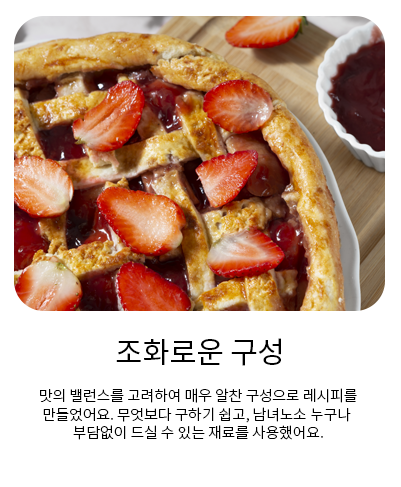 조화로운 구성
맛의 밸런스를 고려하여 매우 알찬 구성으로 레시피를
만들었어요. 무엇보다 구하기 쉽고, 남녀노소 누구나
부담없이 드실 수 있는 재료를 사용했어요.